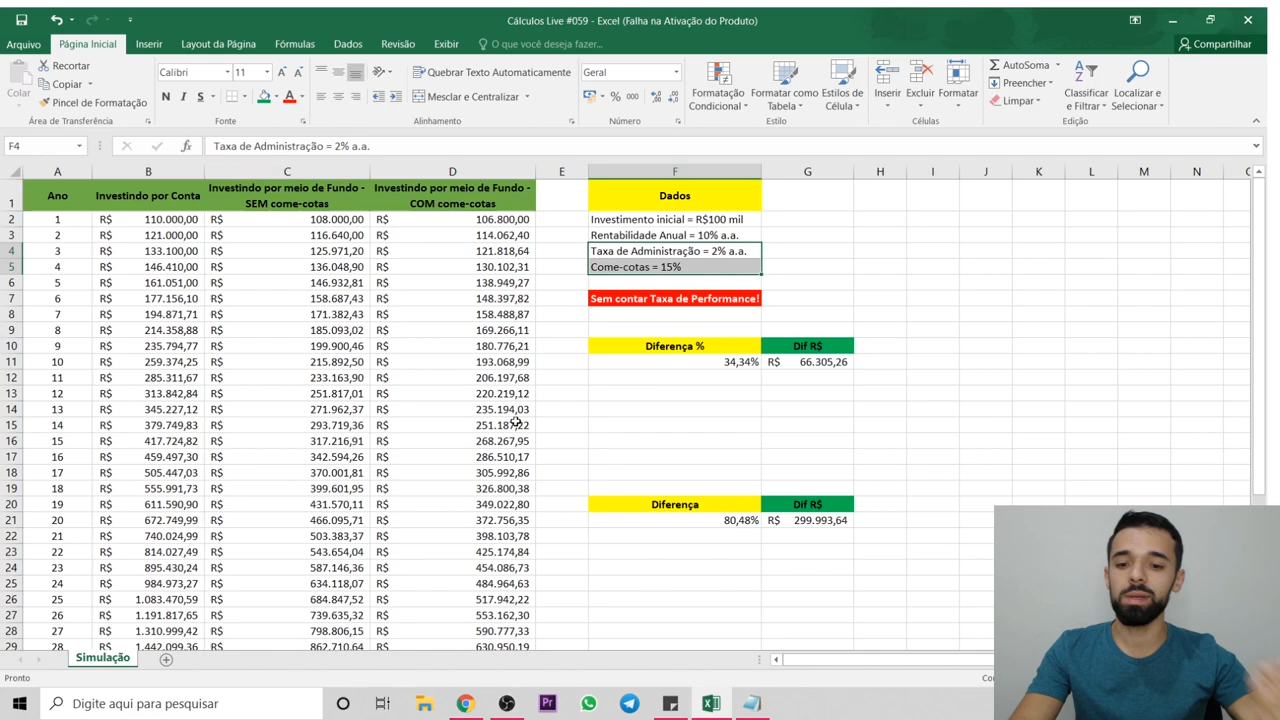 Cálculos Live #059 - Excel (Falha na Ativação do Produto)
Arquivo Página Inicial Inserir Layout da Página Fórmulas Dados Revisão Exibir O que você deseja fazer... Compartilhar
Colar Recortar Copiar Pincel de Formatação
Calibri 11 N I S
Quebrar Texto Automaticamente Mesclar e Centralizar
Geral % 000
Formatação Condicional Formatar como Tabela Estilos de Célula Inserir Excluir Formatar
AutoSoma Preencher Limpar Classificar e Filtrar Localizar e Selecionar
Área de Transferência Fonte Alinhamento Número Estilo Células Edição
F4 fx Taxa de Administração = 2% a.a.
A B C D E F G H I J K L M N
1 Ano Investindo por Conta Investindo por meio de Fundo - SEM come-cotas Investindo por meio de Fundo - COM come-cotas Dados
2 1 R$ 110.000,00 R$ 108.000,00 R$ 106.800,00 Investimento inicial = R$100 mil
3 2 R$ 121.000,00 R$ 116.640,00 R$ 114.062,40 Rentabilidade Anual = 10% a.a.
4 3 R$ 133.100,00 R$ 125.971,20 R$ 121.818,64 Taxa de Administração = 2% a.a.
5 4 R$ 146.410,00 R$ 136.048,90 R$ 130.102,31 Come-cotas = 15%
6 5 R$ 161.051,00 R$ 146.932,81 R$ 138.949,27
7 6 R$ 177.156,10 R$ 158.687,43 R$ 148.397,82 Sem contar Taxa de Performance!
8 7 R$ 194.871,71 R$ 171.382,43 R$ 158.488,87
9 8 R$ 214.358,88 R$ 185.093,02 R$ 169.266,11
10 9 R$ 235.794,77 R$ 199.900,46 R$ 180.776,21 Diferença % Dif R$
11 10 R$ 259.374,25 R$ 215.892,50 R$ 193.068,99 34,34% R$ 66.305,26
12 11 R$ 285.311,67 R$ 233.163,90 R$ 206.197,68
13 12 R$ 313.842,84 R$ 251.817,01 R$ 220.219,12
14 13 R$ 345.227,12 R$ 271.962,37 R$ 235.194,03
15 14 R$ 379.749,83 R$ 293.719,36 R$ 251.187,22
16 15 R$ 417.724,82 R$ 317.216,91 R$ 268.267,95
17 16 R$ 459.497,30 R$ 342.594,26 R$ 286.510,17
18 17 R$ 505.447,03 R$ 370.001,81 R$ 305.992,86
19 18 R$ 555.991,73 R$ 399.601,95 R$ 326.800,38
20 19 R$ 611.590,90 R$ 431.570,11 R$ 349.022,80 Diferença Dif R$
21 20 R$ 672.749,99 R$ 466.095,71 R$ 372.756,35 80,48% R$ 299.993,64
22 21 R$ 740.024,99 R$ 503.383,37 R$ 398.103,78
23 22 R$ 814.027,49 R$ 543.654,04 R$ 425.174,84
24 23 R$ 895.430,24 R$ 587.146,36 R$ 454.086,73
25 24 R$ 984.973,27 R$ 634.118,07 R$ 484.964,63
26 25 R$ 1.083.470,59 R$ 684.847,52 R$ 517.942,22
27 26 R$ 1.191.817,65 R$ 739.635,32 R$ 553.162,30
28 27 R$ 1.310.999,42 R$ 798.806,15 R$ 590.777,33
29 28 R$ 1.442.099,36 R$ 862.710,64 R$ 630.950,19
Simulação
Pronto
Digite aqui para pesquisar